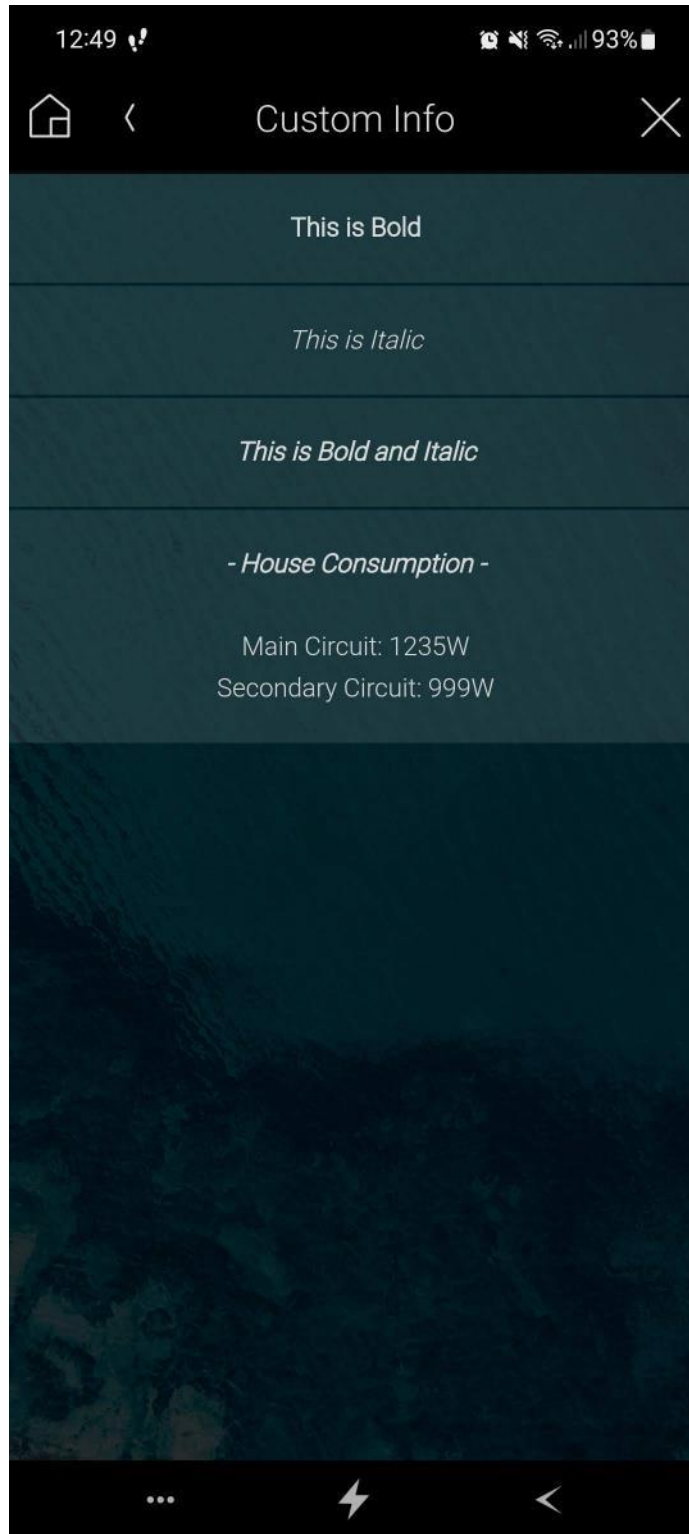 12:49
93%
Custom Info
This is Bold
This is Italic
This is Bold and Italic
- House Consumption -
Main Circuit: 1235W
Secondary Circuit: 999W